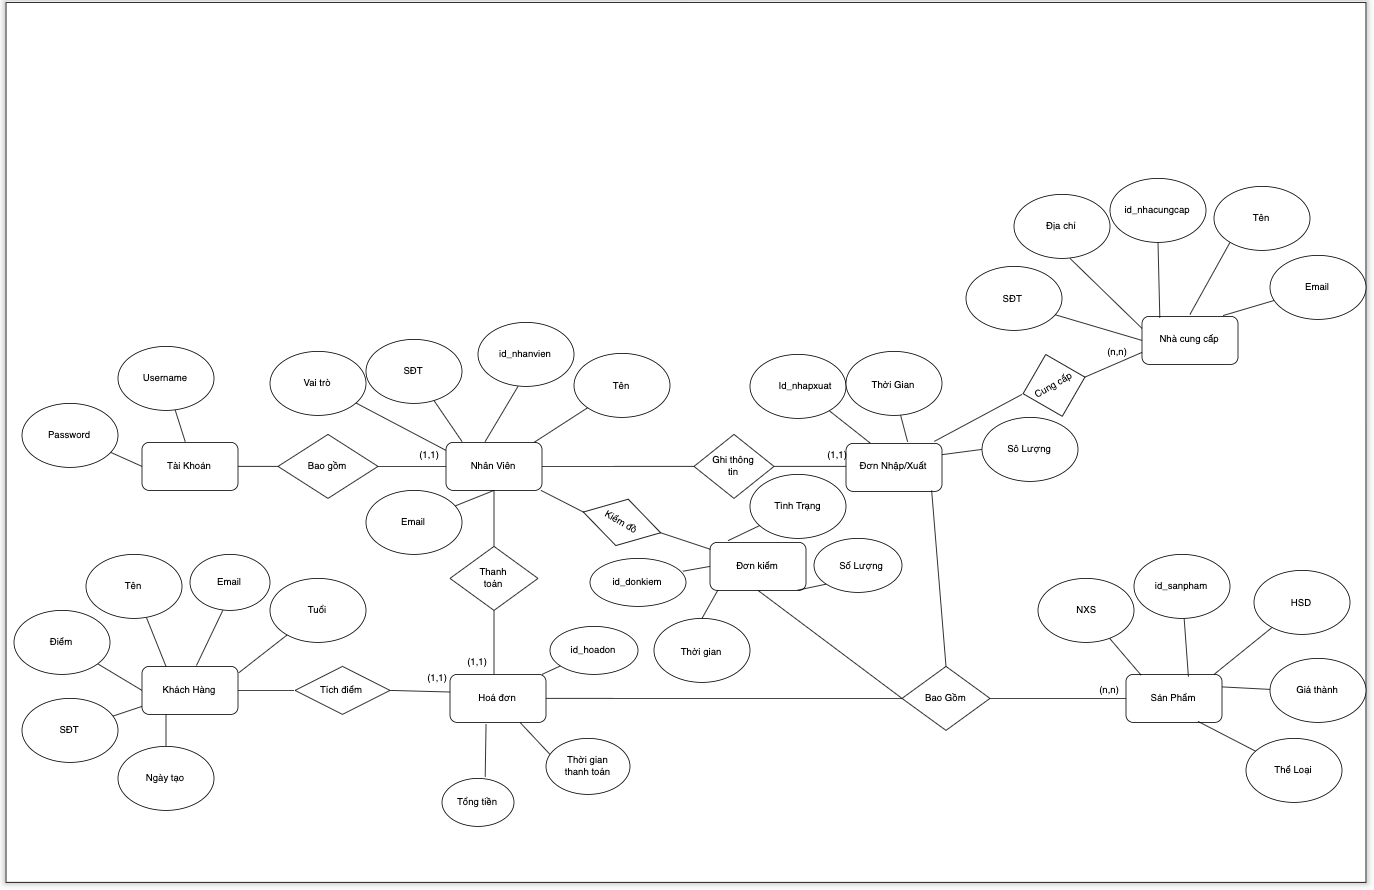 id_nhacungcap
Tên
Địa chỉ
Email
SĐT
Nhà cung cấp
(n,n)
Cung cấp
id_nhanvien
Username
Vai trò
SĐT
Tên
Id_nhapxuat
Thời Gian
Password
Số Lượng
Tài Khoản
Bao gồm
(1,1)
Nhân Viên
Ghi thông
tin
(1,1)
Đơn Nhập/Xuất
Email
Kiểm đồ
Tình Trạng
Thanh
toán
Đơn kiểm
Số Lượng
id_donkiem
Tên
Email
Tuổi
NXS
id_sanpham
HSD
Điểm
id_hoadon
Thời gian
(1,1)
(1,1)
Khách Hàng
Tích điểm
Hoá đơn
Bao Gồm
(n,n)
Sản Phẩm
Giá thành
SĐT
Ngày tạo
Thời gian
thanh toán
Thể Loại
Tổng tiền